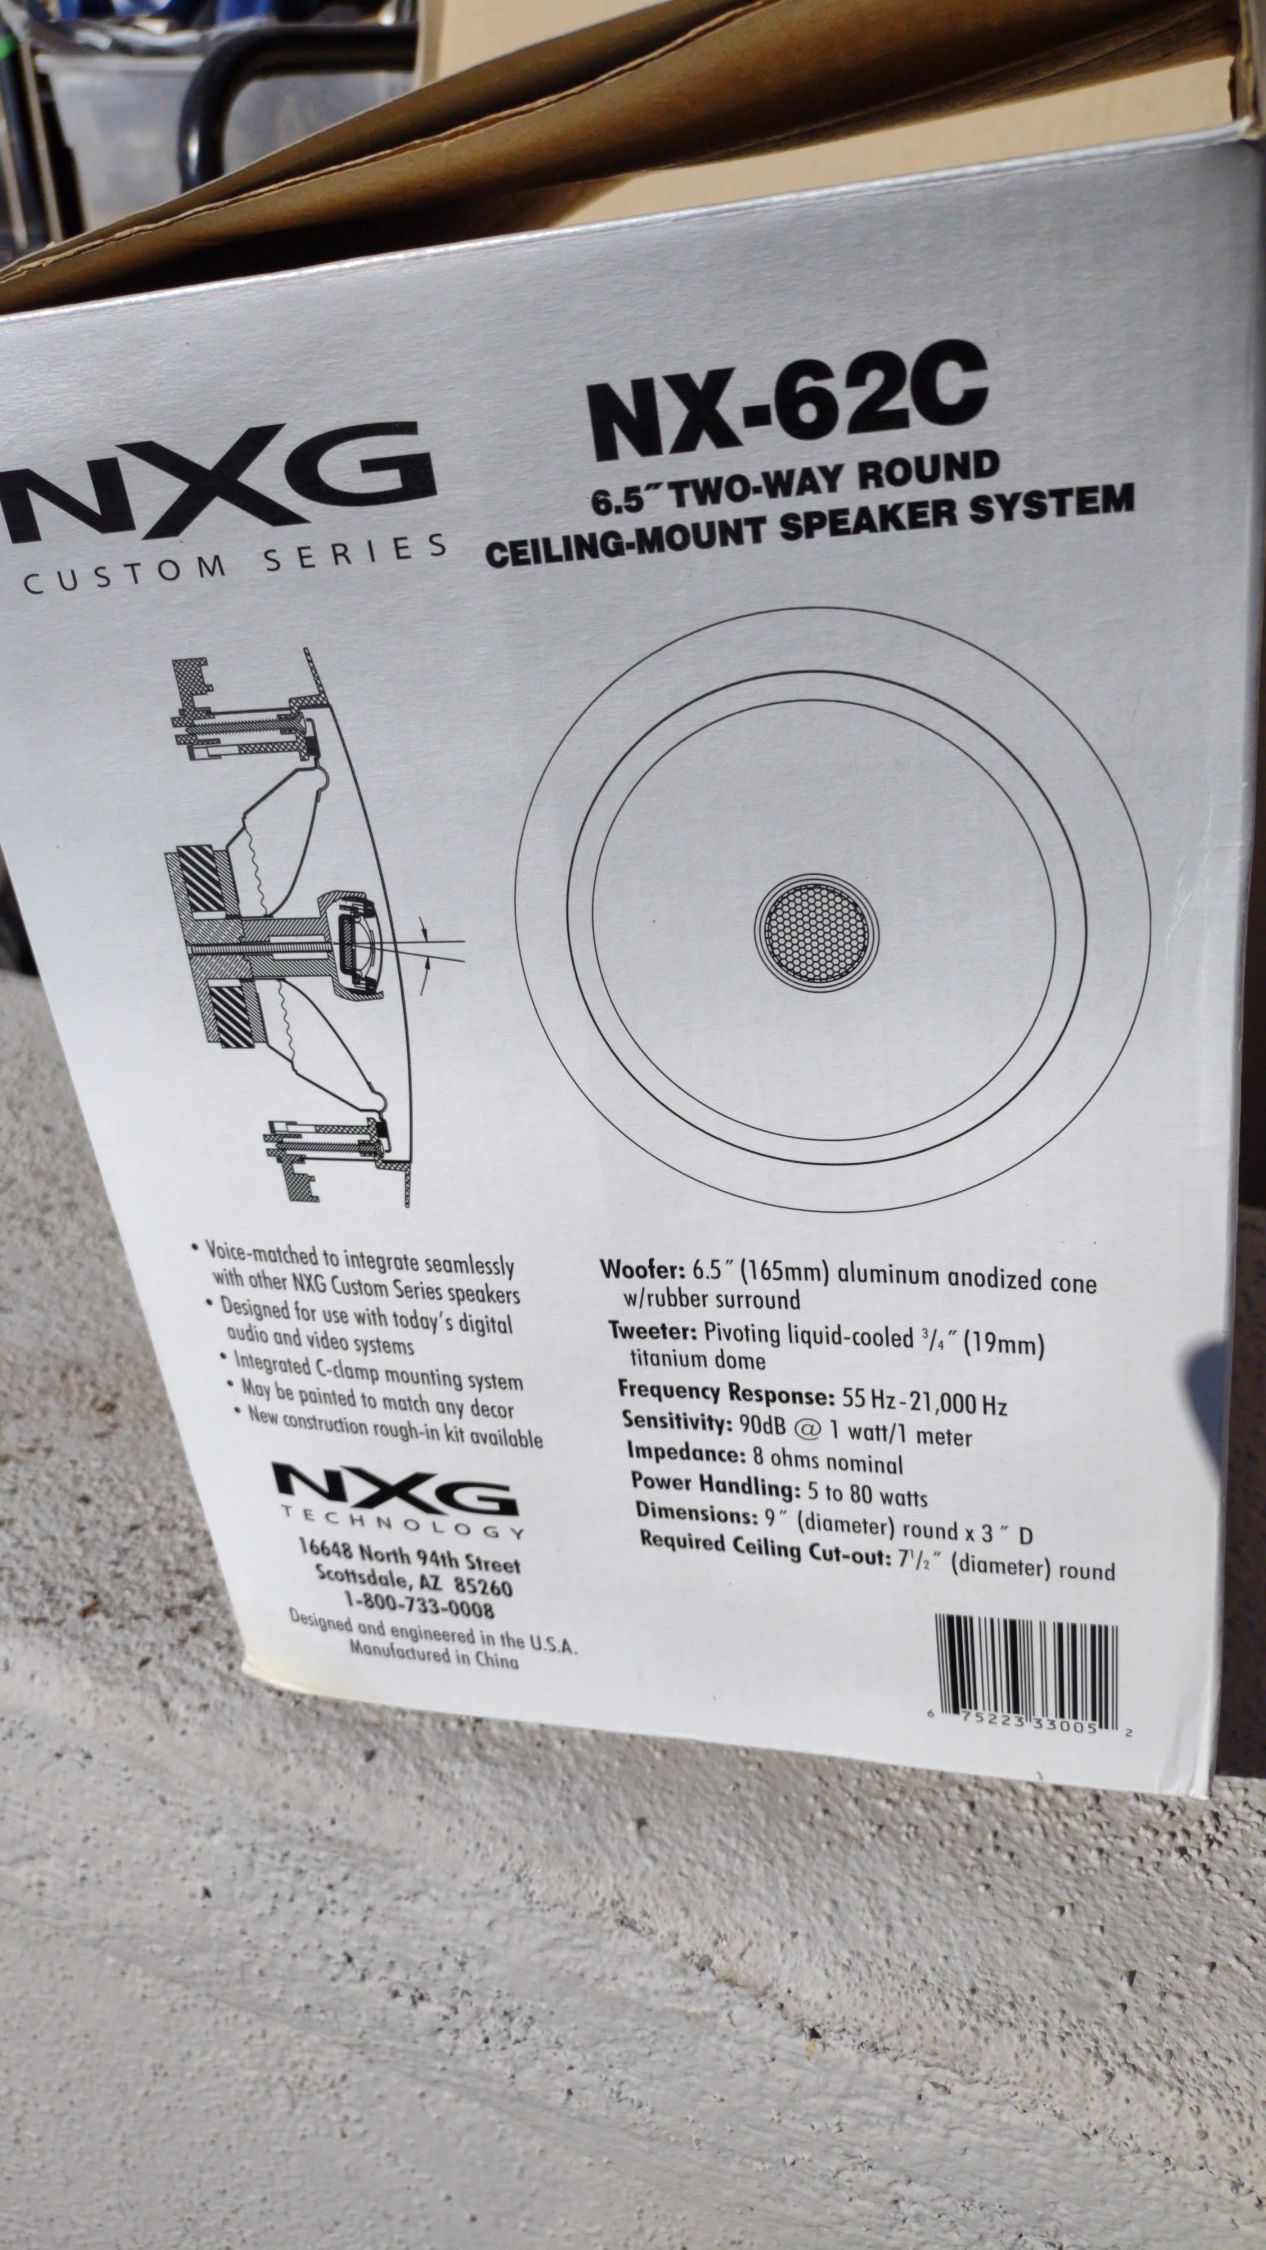 NXG
CUSTOM SERIES
NX-62C
6.5″ TWO-WAY ROUND
CEILING-MOUNT SPEAKER SYSTEM
• Voice-matched to integrate seamlessly
with other NXG Custom Series speakers
• Designed for use with today's digital
audio and video systems
• Integrated C-clamp mounting system
• May be painted to match any decor
• New construction rough-in kit available
NXG
TECHNOLOGY
16648 North 94th Street
Scottsdale, AZ 85260
1-800-733-0008
Designed and engineered in the U.S.A.
Manufactured in China
Woofer: 6.5″ (165mm) aluminum anodized cone
w/rubber surround
Tweeter: Pivoting liquid-cooled 3/4″ (19mm)
titanium dome
Frequency Response: 55 Hz-21,000 Hz
Sensitivity: 90dB @ 1 watt/1 meter
Impedance: 8 ohms nominal
Power Handling: 5 to 80 watts
Dimensions: 9″ (diameter) round x 3″ D
Required Ceiling Cut-out: 7 1/2″ (diameter) round
6 75223 33005 2